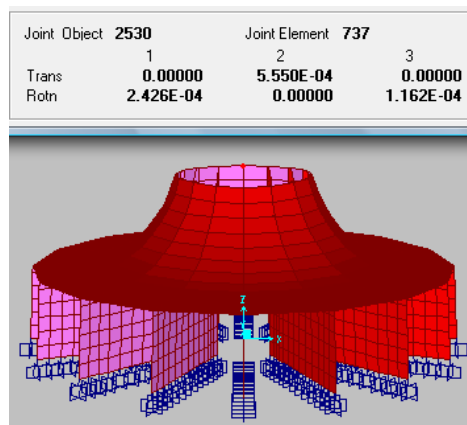 Joint Object 2530 Joint Element 737
1 2 3
Trans 0.00000 5.550E-04 0.00000
Rotn 2.426E-04 0.00000 1.162E-04
Z
X